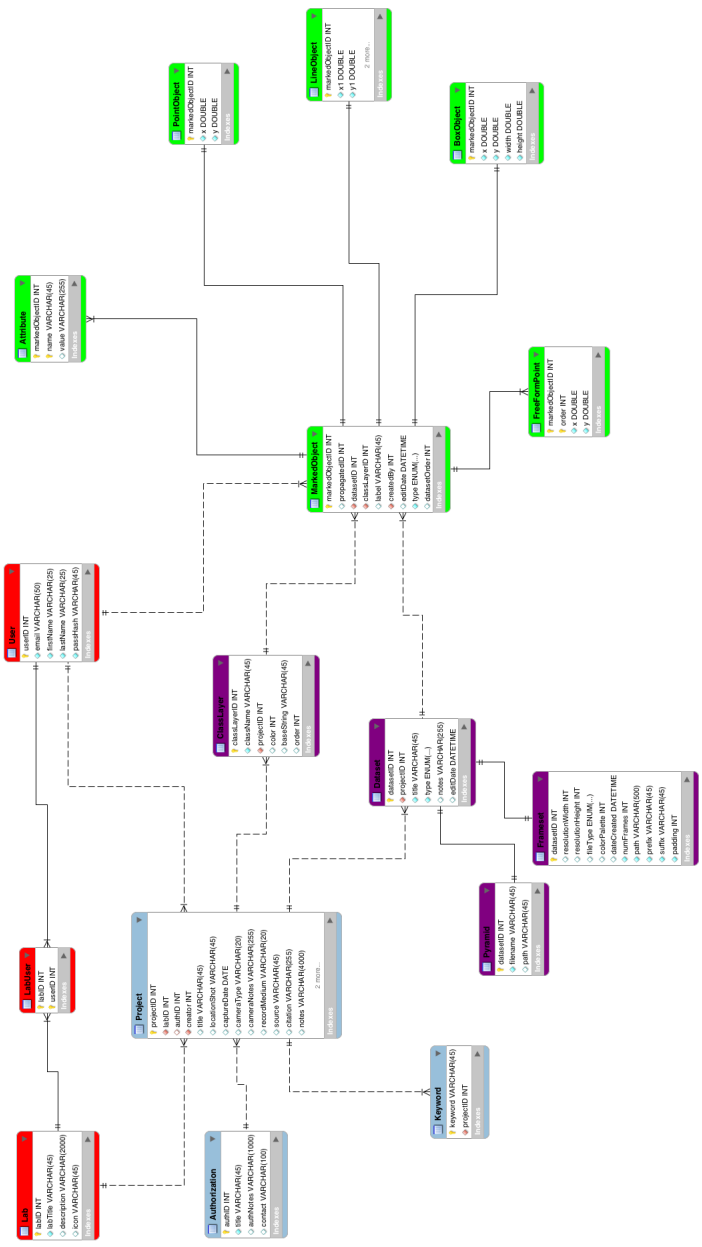 Lab
labID INT
labTitle VARCHAR(45)
description VARCHAR(2000)
icon VARCHAR(45)
Indexes
LabUser
labID INT
userID INT
Indexes
User
userID INT
email VARCHAR(50)
firstName VARCHAR(25)
lastName VARCHAR(25)
passHash VARCHAR(45)
Indexes
Attribute
markedObjectID INT
name VARCHAR(45)
value VARCHAR(255)
Indexes
Project
projectID INT
labID INT
authID INT
creator INT
title VARCHAR(45)
locationShot VARCHAR(45)
captureDate DATE
cameraType VARCHAR(20)
cameraNotes VARCHAR(255)
recordMedium VARCHAR(20)
source VARCHAR(45)
citation VARCHAR(255)
notes VARCHAR(4000)
2 more...
Indexes
Authorization
authID INT
title VARCHAR(45)
authNotes VARCHAR(1000)
contact VARCHAR(100)
Indexes
Keyword
keyword VARCHAR(45)
projectID INT
Indexes
ClassLayer
classLayerID INT
className VARCHAR(45)
projectID INT
color INT
baseString VARCHAR(45)
order INT
Indexes
Dataset
datasetID INT
projectID INT
title VARCHAR(45)
type ENUM(...)
notes VARCHAR(255)
editDate DATETIME
Indexes
Pyramid
datasetID INT
filename VARCHAR(45)
path VARCHAR(45)
Indexes
Frameset
datasetID INT
resolutionWidth INT
resolutionHeight INT
fileType ENUM(...)
colorPalette INT
dateCreated DATETIME
numFrames INT
path VARCHAR(500)
prefix VARCHAR(45)
suffix VARCHAR(45)
padding INT
Indexes
MarkedObject
markedObjectID INT
propagatedID INT
datasetID INT
classLayerID INT
label VARCHAR(45)
createdBy INT
editDate DATETIME
type ENUM(...)
datasetOrder INT
Indexes
FreeFormPoint
markedObjectID INT
order INT
x DOUBLE
y DOUBLE
Indexes
PointObject
markedObjectID INT
x DOUBLE
y DOUBLE
Indexes
LineObject
markedObjectID INT
x1 DOUBLE
y1 DOUBLE
2 more...
Indexes
BoxObject
markedObjectID INT
x DOUBLE
y DOUBLE
width DOUBLE
height DOUBLE
Indexes